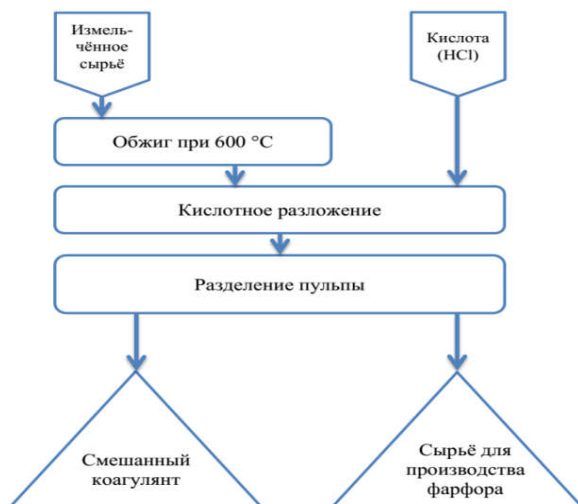 Измель-
чённое
сырьё
Кислота
(HCl)
Обжиг при 600 °C
Кислотное разложение
Разделение пульпы
Смешанный
коагулянт
Сырьё для
производства
фарфора